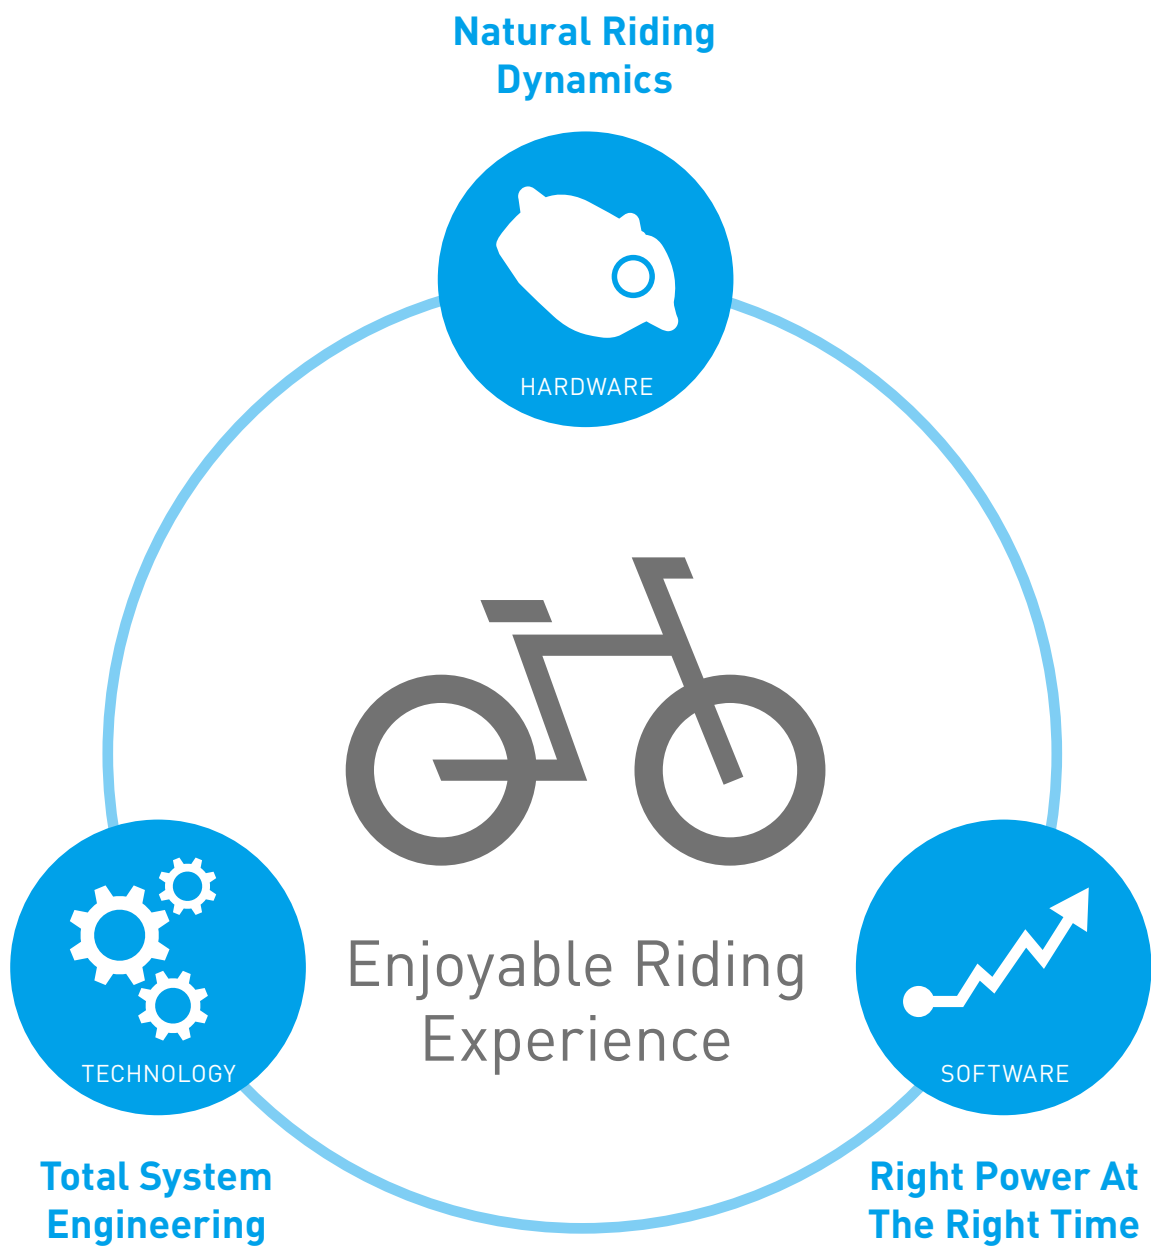 Natural Riding
Dynamics
HARDWARE
Enjoyable Riding
Experience
TECHNOLOGY
SOFTWARE
Total System
Engineering
Right Power At
The Right Time